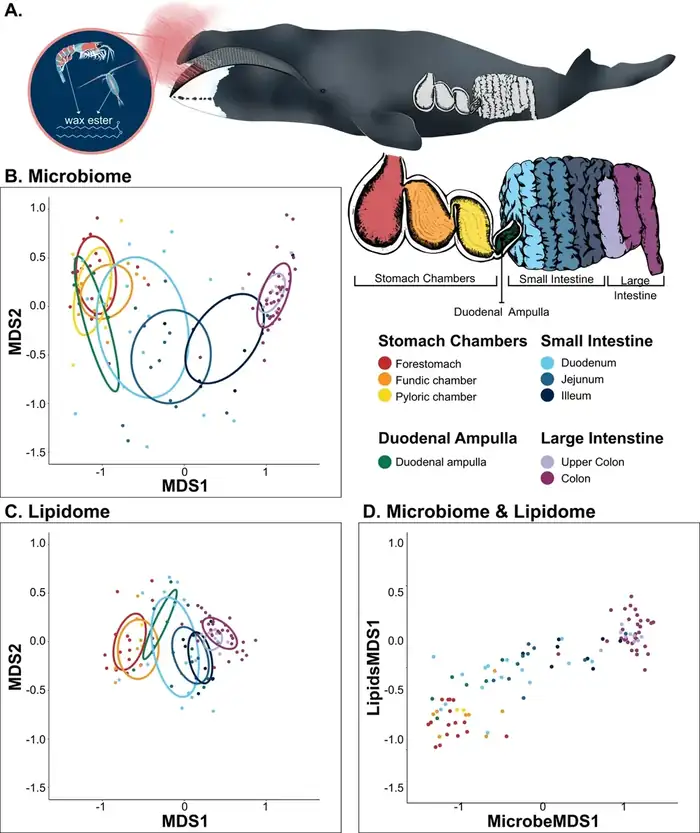 A.
wax ester
B. Microbiome
1.0
0.5
0.0
-0.5
-1.0
-1.5
MDS2
-1
0
1
MDS1
Stomach Chambers
Small Intestine
Large
Intestine
Duodenal Ampulla
Stomach Chambers
Forestomach
Fundic chamber
Pyloric chamber
Small Intestine
Duodenum
Jejunum
Illeum
Duodenal Ampulla
Duodenal ampulla
Large Intenstine
Upper Colon
Colon
C. Lipidome
1.0
0.5
0.0
-0.5
-1.0
-1.5
MDS2
-1
0
1
MDS1
D. Microbiome & Lipidome
1.0
0.5
0.0
-0.5
-1.0
-1.5
LipidsMDS1
-1
0
1
MicrobeMDS1